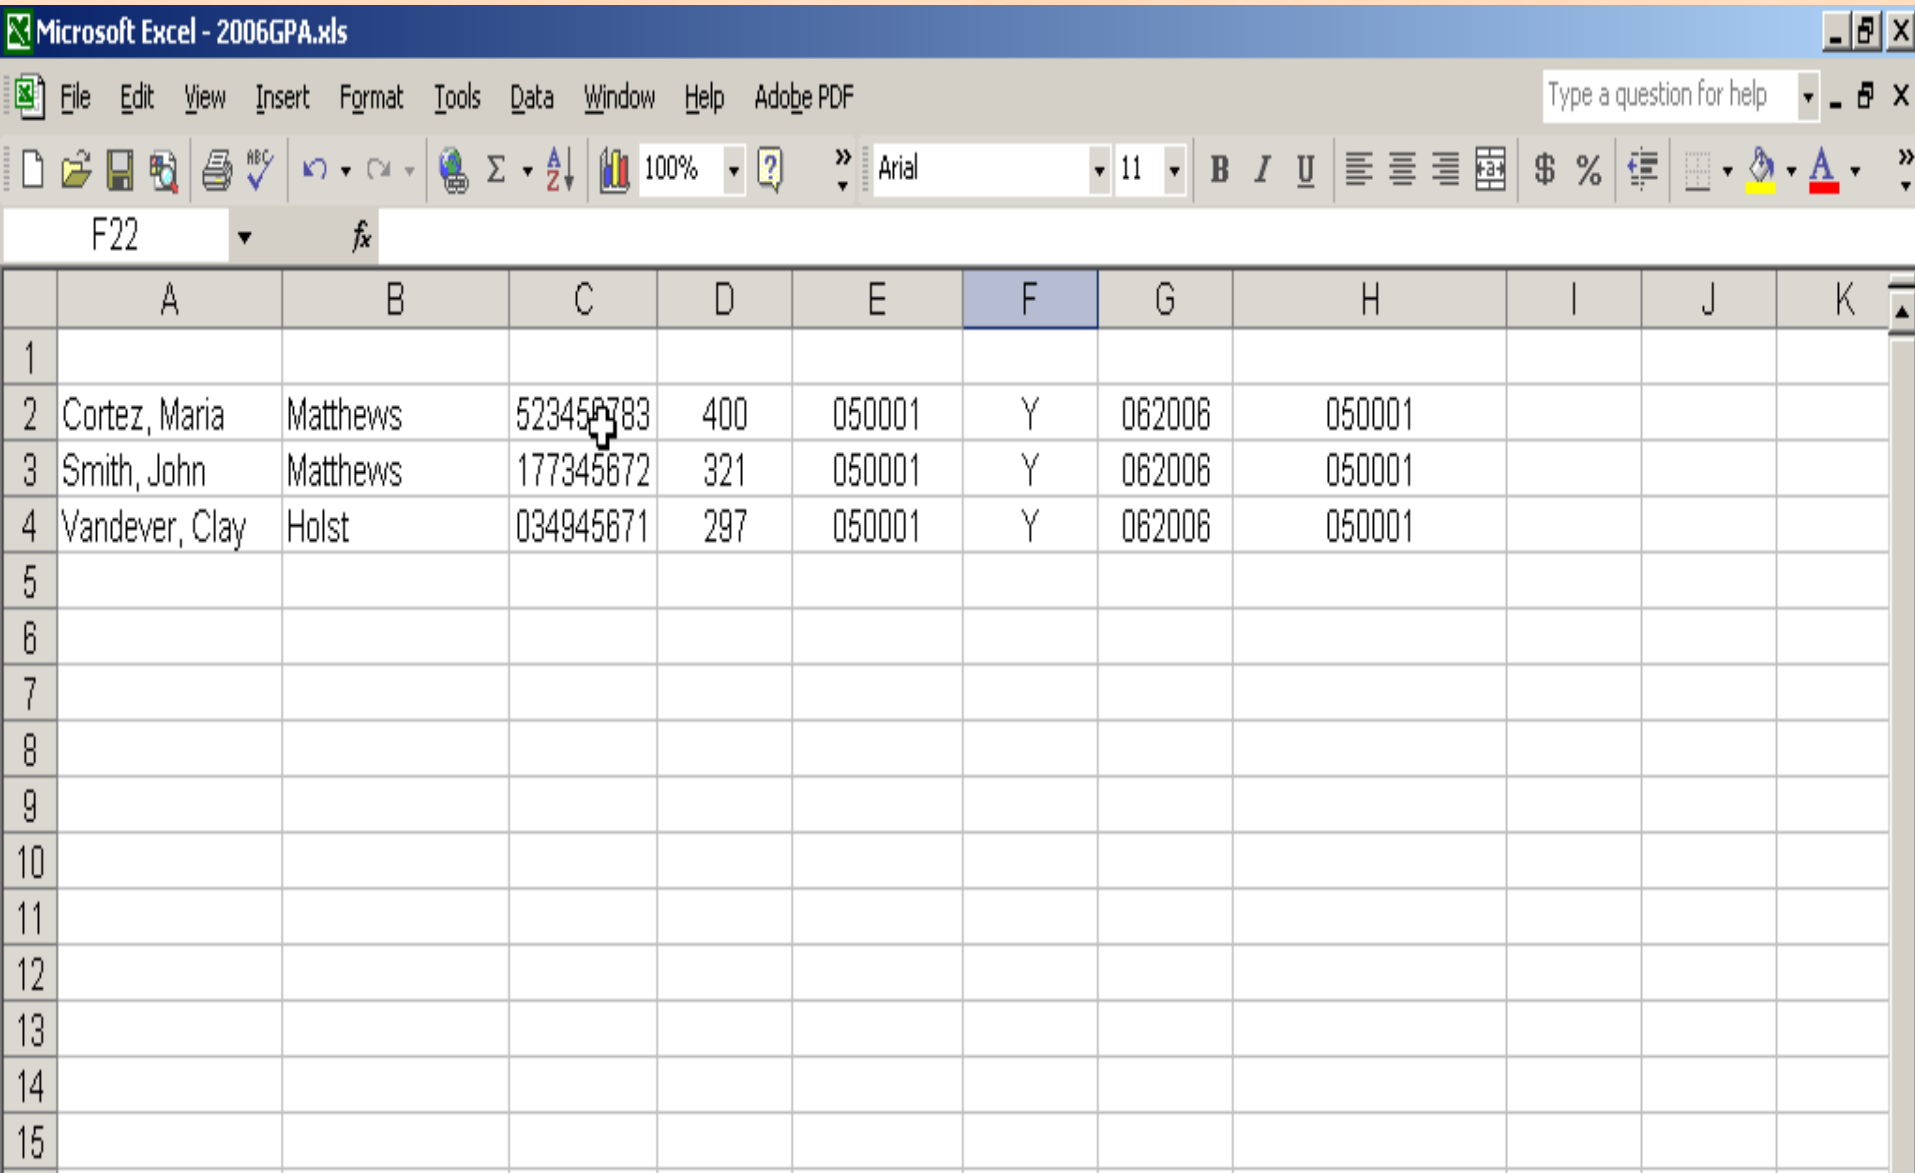 Microsoft Excel - 2006GPA.xls
File Edit View Insert Format Tools Data Window Help Adobe PDF Type a question for help
ABC Σ A Z 100% ? » Arial 11 B I U a $ % A »
F22 fx
A B C D E F G H I J K
1
2 Cortez, Maria Matthews 400 050001 Y 062006 050001
3 Smith, John Matthews 177345672 321 050001 Y 062006 050001
4 Vandever, Clay Holst 034945671 297 050001 Y 062006 050001
5
6
7
8
9
10
11
12
13
14
15